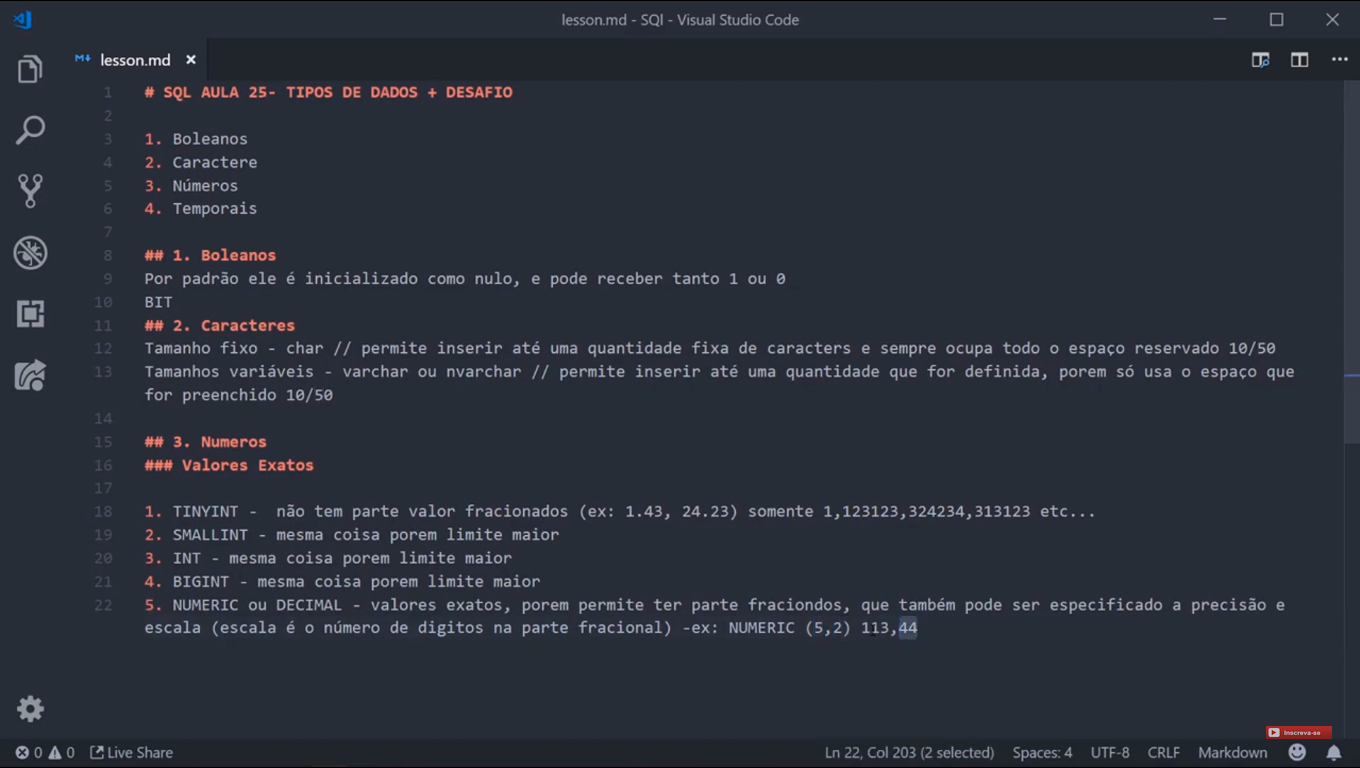 lesson.md - SQl - Visual Studio Code
lesson.md
1 # SQL AULA 25- TIPOS DE DADOS + DESAFIO
2
3 1. Boleanos
4 2. Caractere
5 3. Números
6 4. Temporais
7
8 ## 1. Boleanos
9 Por padrão ele é inicializado como nulo, e pode receber tanto 1 ou 0
10 BIT
11 ## 2. Caracteres
12 Tamanho fixo - char // permite inserir até uma quantidade fixa de caracters e sempre ocupa todo o espaço reservado 10/50
13 Tamanhos variáveis - varchar ou nvarchar // permite inserir até uma quantidade que for definida, porem só usa o espaço que
for preenchido 10/50
14
15 ## 3. Numeros
16 ### Valores Exatos
17
18 1. TINYINT -  não tem parte valor fracionados (ex: 1.43, 24.23) somente 1,123123,324234,313123 etc...
19 2. SMALLINT - mesma coisa porem limite maior
20 3. INT - mesma coisa porem limite maior
21 4. BIGINT - mesma coisa porem limite maior
22 5. NUMERIC ou DECIMAL - valores exatos, porem permite ter parte fraciondos, que também pode ser especificado a precisão e
escala (escala é o número de digitos na parte fracional) -ex: NUMERIC (5,2) 113,44
Inscreva-se
0 0 Live Share Ln 22, Col 203 (2 selected) Spaces: 4 UTF-8 CRLF Markdown